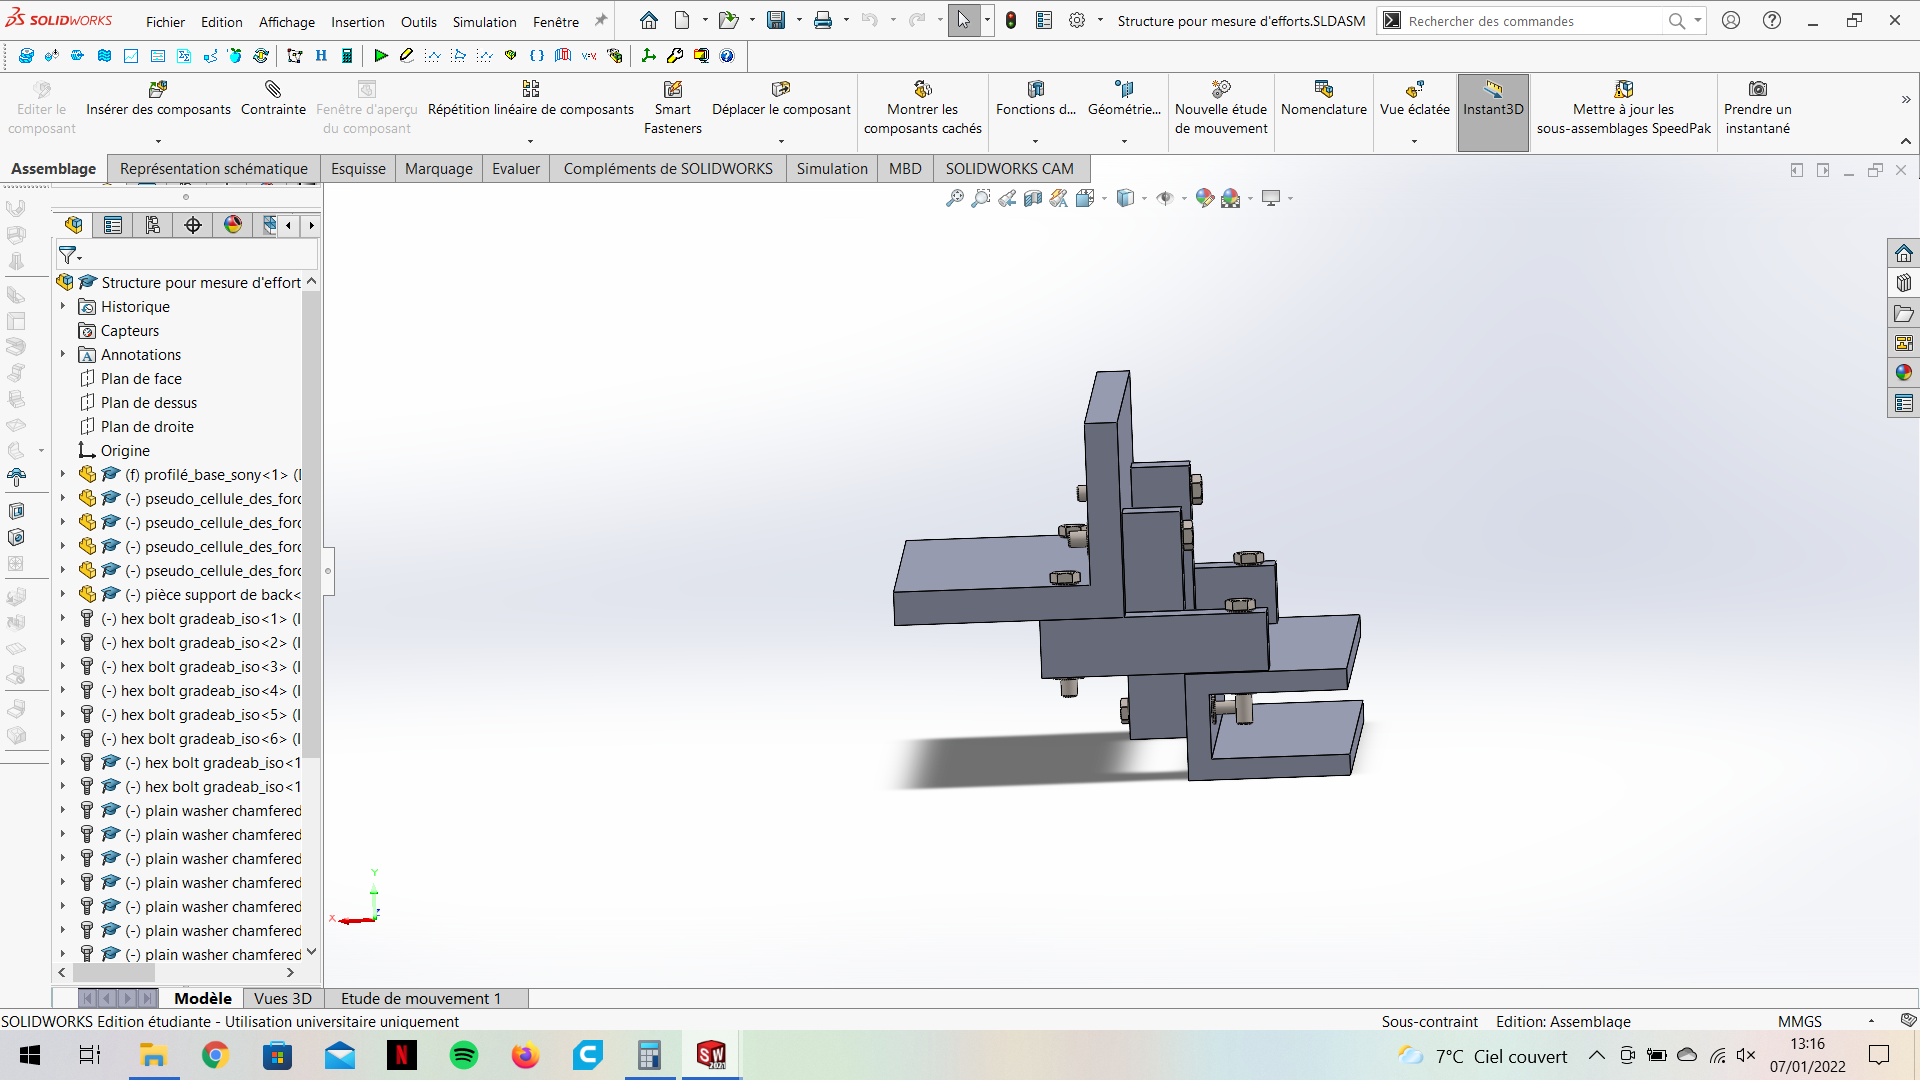 SOLIDWORKS Fichier Edition Affichage Insertion Outils Simulation Fenêtre Structure pour mesure d'efforts.SLDASM Rechercher des commandes
Editer le composant
Insérer des composants
Contrainte
Fenêtre d'aperçu du composant
Répétition linéaire de composants
Smart Fasteners
Déplacer le composant
Montrer les composants cachés
Fonctions d...
Géométrie...
Nouvelle étude de mouvement
Nomenclature
Vue éclatée
Instant3D
Mettre à jour les sous-assemblages SpeedPak
Prendre un instantané
Assemblage Représentation schématique Esquisse Marquage Evaluer Compléments de SOLIDWORKS Simulation MBD SOLIDWORKS CAM
Structure pour mesure d'effort
Historique
Capteurs
Annotations
Plan de face
Plan de dessus
Plan de droite
Origine
(f) profilé_base_sony<1> (
(-) pseudo_cellule_des_forc
(-) pseudo_cellule_des_forc
(-) pseudo_cellule_des_forc
(-) pseudo_cellule_des_forc
(-) pièce support de back<
(-) hex bolt gradeab_iso<1> (
(-) hex bolt gradeab_iso<2> (
(-) hex bolt gradeab_iso<3> (
(-) hex bolt gradeab_iso<4> (
(-) hex bolt gradeab_iso<5> (
(-) hex bolt gradeab_iso<6> (
(-) hex bolt gradeab_iso<1
(-) hex bolt gradeab_iso<1
(-) plain washer chamfered
(-) plain washer chamfered
(-) plain washer chamfered
(-) plain washer chamfered
(-) plain washer chamfered
(-) plain washer chamfered
(-) plain washer chamfered
Y
X
Z
Modèle Vues 3D Etude de mouvement 1
SOLIDWORKS Edition étudiante - Utilisation universitaire uniquement Sous-contraint Edition: Assemblage MMGS
7°C Ciel couvert 13:16
07/01/2022